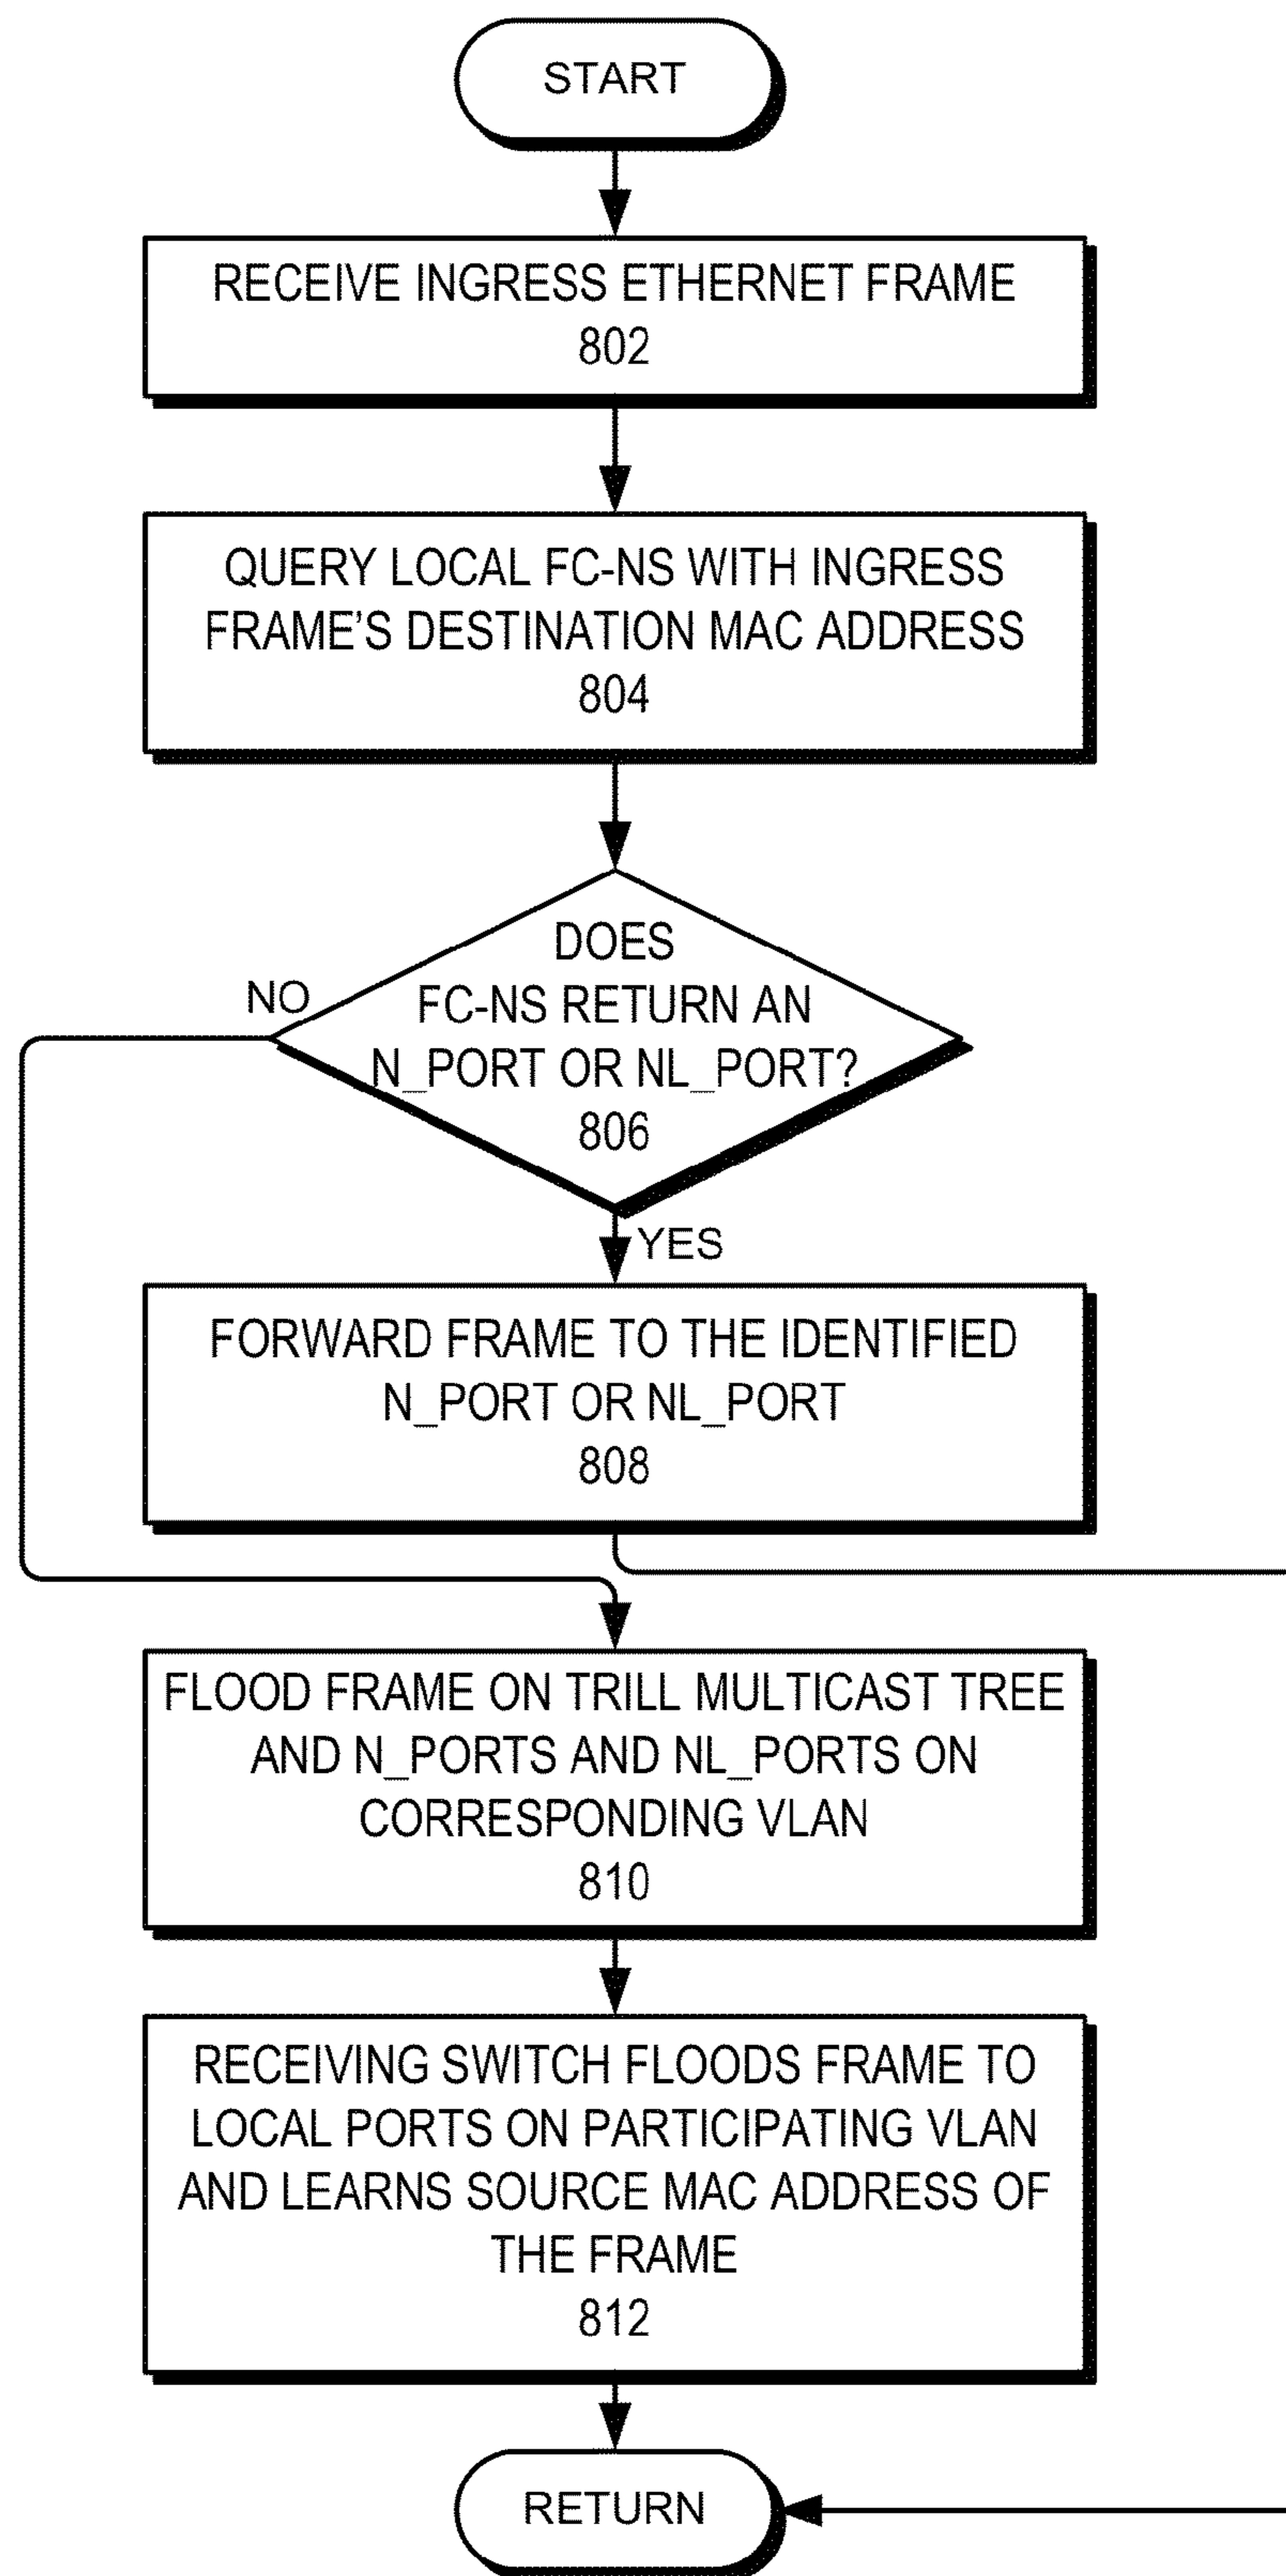 START
RECEIVE INGRESS ETHERNET FRAME
802
QUERY LOCAL FC-NS WITH INGRESS
FRAME'S DESTINATION MAC ADDRESS
804
DOES
FC-NS RETURN AN
N_PORT OR NL_PORT?
806
NO
YES
FORWARD FRAME TO THE IDENTIFIED
N_PORT OR NL_PORT
808
FLOOD FRAME ON TRILL MULTICAST TREE
AND N_PORTS AND NL_PORTS ON
CORRESPONDING VLAN
810
RECEIVING SWITCH FLOODS FRAME TO
LOCAL PORTS ON PARTICIPATING VLAN
AND LEARNS SOURCE MAC ADDRESS OF
THE FRAME
812
RETURN